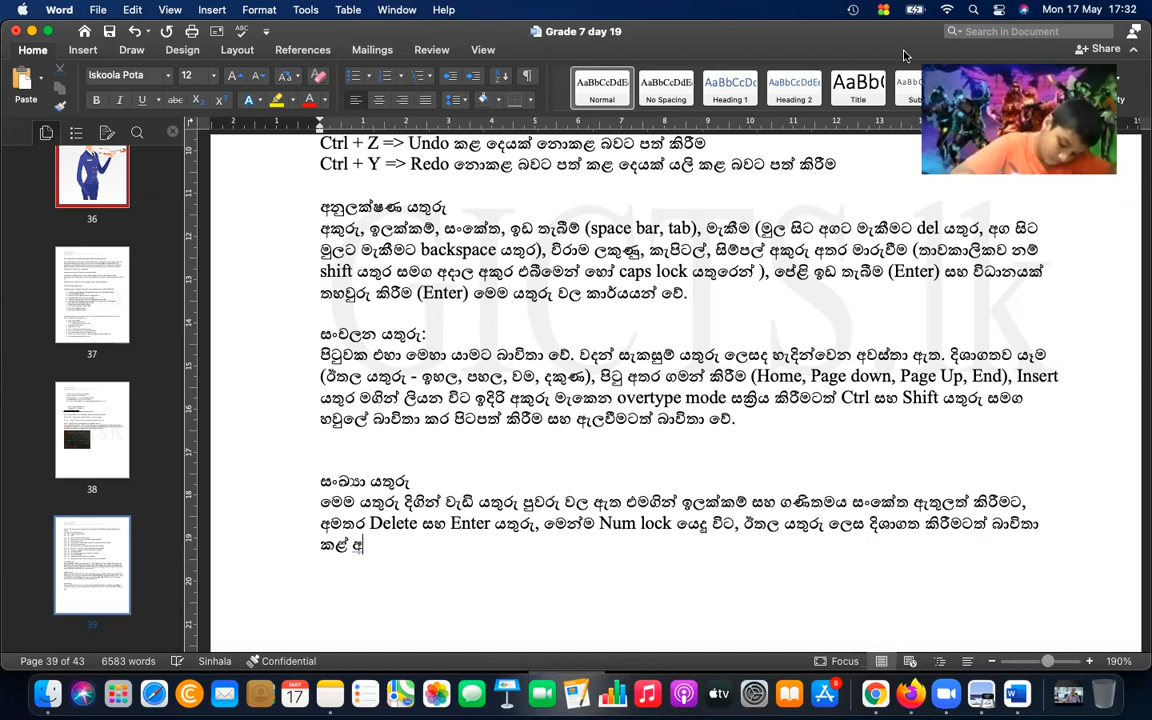 Word File Edit View Insert Format Tools Table Window Help Mon 17 May 17:32
Grade 7 day 19 Search in Document
Home Insert Draw Design Layout References Mailings Review View Share
Iskoola Pota 12 AaBbCcDdEe AaBbCcDdEe AaBbCcDc AaBbCcDdEe AaBb( AaBbCcDdE
Paste Normal No Spacing Heading 1 Heading 2 Title
Ctrl + Z => Undo කළ දෙයක් නොකළ බවට පත් කිරීම
Ctrl + Y => Redo නොකළ බවට පත් කළ දෙයක් යලි කළ බවට පත් කිරීම
අනුලක්ෂණ යතුරු
අකුරු, ඉලක්කම්, සංකේත, ඉඩ තැබීම් (space bar, tab), මැකීම (මුල සිට අගට මැකීමට del යතුර, අග සිට
මුලට මැකීමට backspace යතුර), විරාම ලකුණු, කැපිටල්, සිම්පල් අකුරු අතර මාරුවීම (තාවකාලිකව නම්
shift යතුර සමග අදාල අකුර එබීමෙන් හෝ caps lock යතුරෙන් ), පේළි ඉඩ තැබීම (Enter) සහ විධානයක්
තහවුරු කිරීම (Enter) මෙම යතුරු වල කාර්යයන් වේ.
සංචලන යතුරු:
පිටුවක එහා මෙහා යාමට බාවිතා වේ. වදන් සැකසුම් යතුරු ලෙසද හැදින්වෙන අවස්තා ඇත. දිශාගතව යෑම
(ඊතල යතුරු - ඉහල, පහල, වම, දකුණ), පිටු අතර ගමන් කිරීම (Home, Page down, Page Up, End), Insert
යතුර මගින් ලියන විට ඉදිරි අකුරු මැකෙන overtype mode සක්‍රිය කිරීමටත් Ctrl සහ Shift යතුරු සමග
හවුලේ බාවිතා කර පිටපත් කිරීම සහ ඇලවීමටත් බාවිතා වේ.
සංඛ්‍යා යතුරු
මෙම යතුරු දිගින් වැඩි යතුරු පුවරු වල ඇත එමගින් ඉලක්කම් සහ ගණිතමය සංකේත ඇතුලත් කිරීමට,
අමතර Delete සහ Enter යතුරු, මෙන්ම Num lock යෙදූ විට, ඊතල යතුරු ලෙස දිශාගත කිරීමටත් බාවිතා
කළ් අ
GICTS.lk
36
37
38
39
Page 39 of 43 6583 words Sinhala Confidential Focus 190%